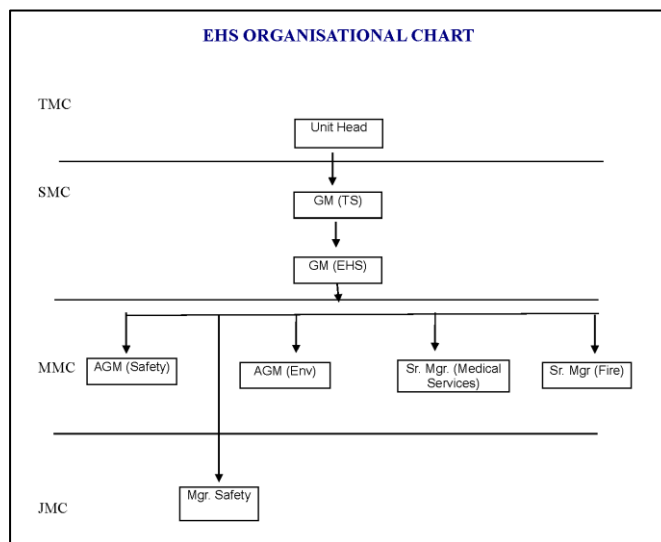 EHS ORGANISATIONAL CHART
TMC
Unit Head
SMC
GM (TS)
GM (EHS)
MMC
AGM (Safety)
AGM (Env)
Sr. Mgr. (Medical
Services)
Sr. Mgr (Fire)
Mgr. Safety
JMC